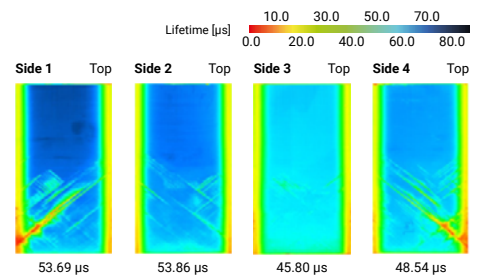 10.0 30.0 50.0 70.0
Lifetime [µs]
0.0 20.0 40.0 60.0 80.0
Side 1 Top Side 2 Top Side 3 Top Side 4 Top
53.69 µs 53.86 µs 45.80 µs 48.54 µs